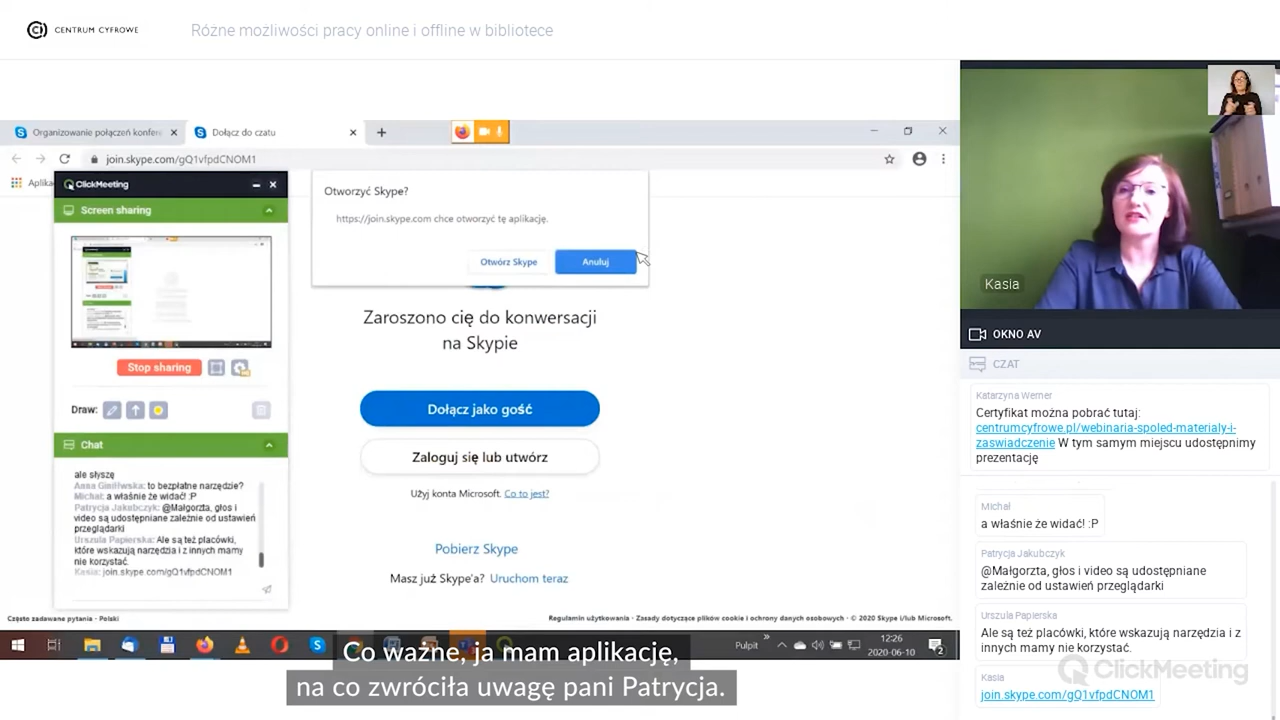 CENTRUM CYFROWE
Różne możliwości pracy online i offline w bibliotece
Organizowanie połączeń konfere
Dołącz do czatu
join.skype.com/gQ1vfpdCNOM1
Aplika
ClickMeeting
Screen sharing
Stop sharing
Draw:
Chat
ale słyszę
to bezpłatne narzędzie?
Michał: a właśnie że widać! :P
Patrycja Jakubczyk: @Małgorzta, głos i
video są udostępniane zależnie od ustawień
przeglądarki
Urszula Papierska: Ale są też placówki,
które wskazują narzędzia i z innych mamy
nie korzystać.
Kasia: join.skype.com/gQ1vfpdCNOM1
Otworzyć Skype?
https://join.skype.com chce otworzyć tę aplikację.
Otwórz Skype
Anuluj
Zaroszono cię do konwersacji
na Skypie
Dołącz jako gość
Zaloguj się lub utwórz
Użyj konta Microsoft. Co to jest?
Pobierz Skype
Masz już Skype'a? Uruchom teraz
Często zadawane pytania · Polski
Regulamin użytkowania · Zasady dotyczące plików cookie i ochrony danych osobowych · © 2020 Skype i/lub Microsoft.
Pulpit
12:26
2020-06-10
2
Co ważne, ja mam aplikację,
na co zwróciła uwagę pani Patrycja.
Kasia
OKNO AV
CZAT
Katarzyna Werner
Certyfikat można pobrać tutaj:
centrumcyfrowe.pl/webinaria-spoled-materialy-i-
zaswiadczenie W tym samym miejscu udostępnimy
prezentację
Michał
a właśnie że widać! :P
Patrycja Jakubczyk
@Małgorzta, głos i video są udostępniane
zależnie od ustawień przeglądarki
Urszula Papierska
Ale są też placówki, które wskazują narzędzia i z
innych mamy nie korzystać.
Kasia
join.skype.com/gQ1vfpdCNOM1
ClickMeeting